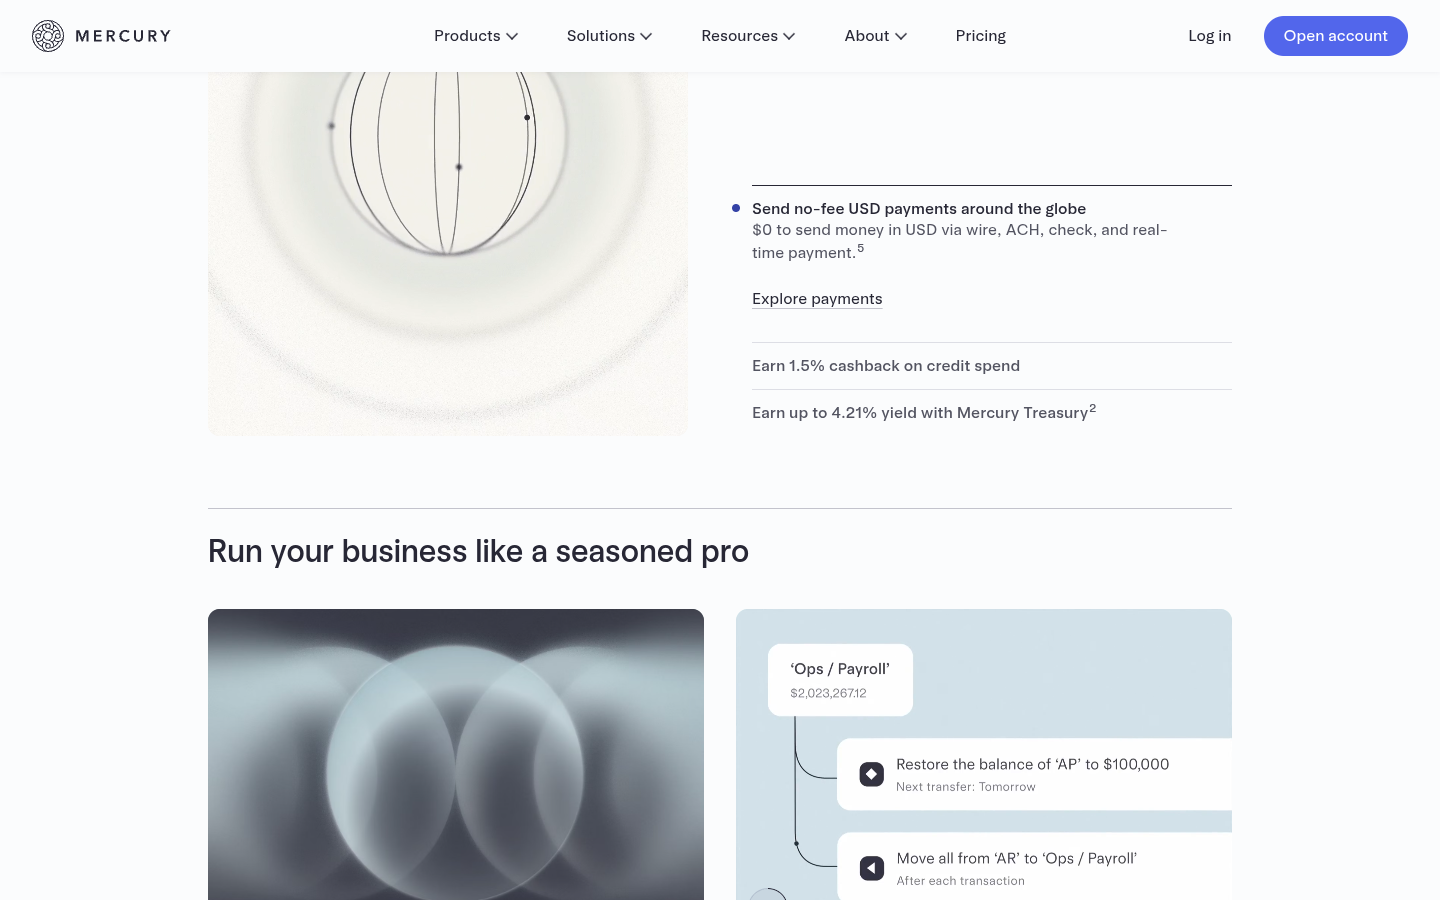 MERCURY
Products
Solutions
Resources
About
Pricing
Log in
Open account
Send no-fee USD payments around the globe
$0 to send money in USD via wire, ACH, check, and real-
time payment.5
Explore payments
Earn 1.5% cashback on credit spend
Earn up to 4.21% yield with Mercury Treasury2
Run your business like a seasoned pro
‘Ops / Payroll’
$2,023,267.12
Restore the balance of ‘AP’ to $100,000
Next transfer: Tomorrow
Move all from ‘AR’ to ‘Ops / Payroll’
After each transaction